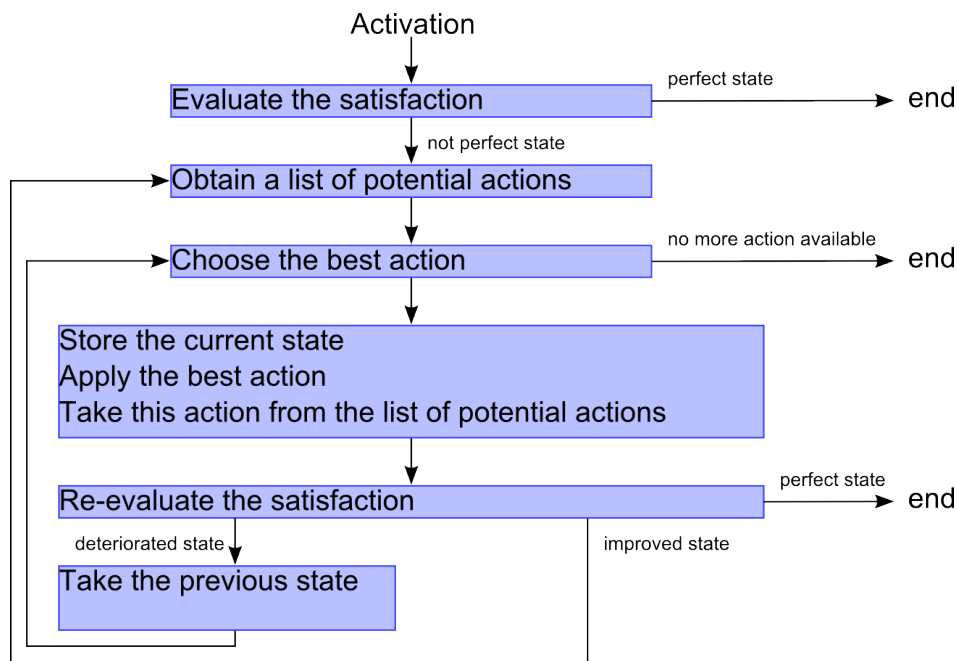 Activation
Evaluate the satisfaction
perfect state
end
not perfect state
Obtain a list of potential actions
Choose the best action
no more action available
end
Store the current state
Apply the best action
Take this action from the list of potential actions
Re-evaluate the satisfaction
perfect state
end
deteriorated state
improved state
Take the previous state